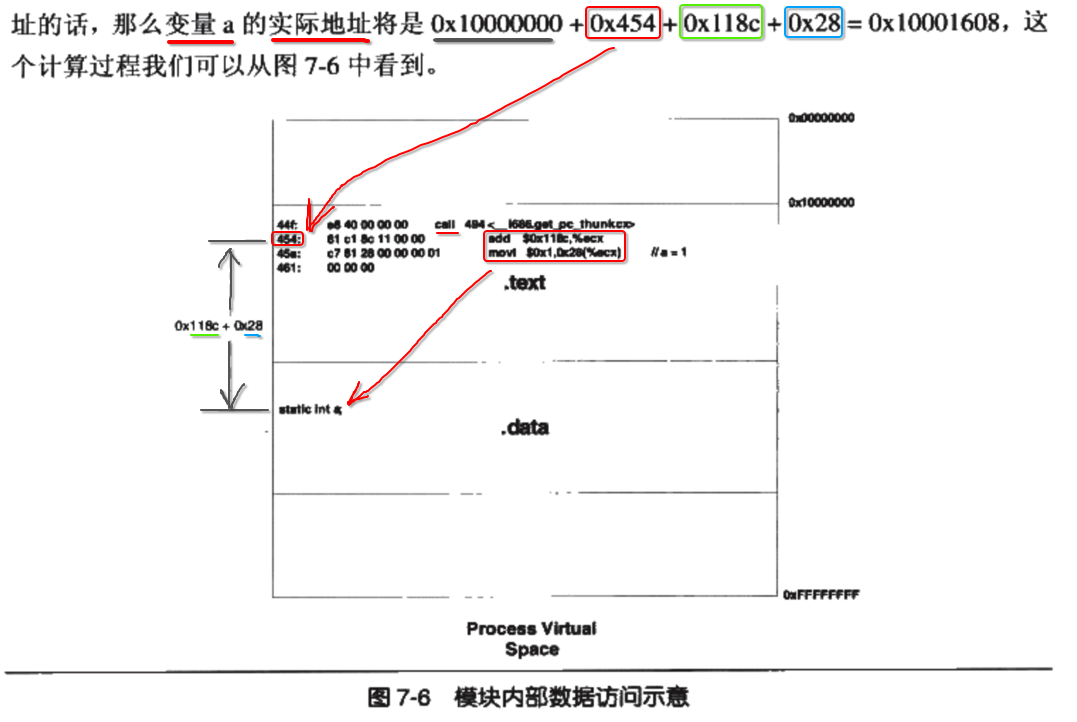 址的话，那么变量 a 的实际地址将是 0x10000000 + 0x454 + 0x118c + 0x28 = 0x10001608，这
个计算过程我们可以从图 7-6 中看到。
0x00000000
0x10000000
44f: e8 40 00 00 00 call 494 <__i686.get_pc_thunk.cx>
454: 81 c1 8c 11 00 00 add $0x118c,%ecx
45a: c7 81 28 00 00 00 01 movl $0x1,0x28(%ecx) //a = 1
461: 00 00 00
.text
0x118c + 0x28
static int a;
.data
0xFFFFFFFF
Process Virtual
Space
图 7-6 模块内部数据访问示意